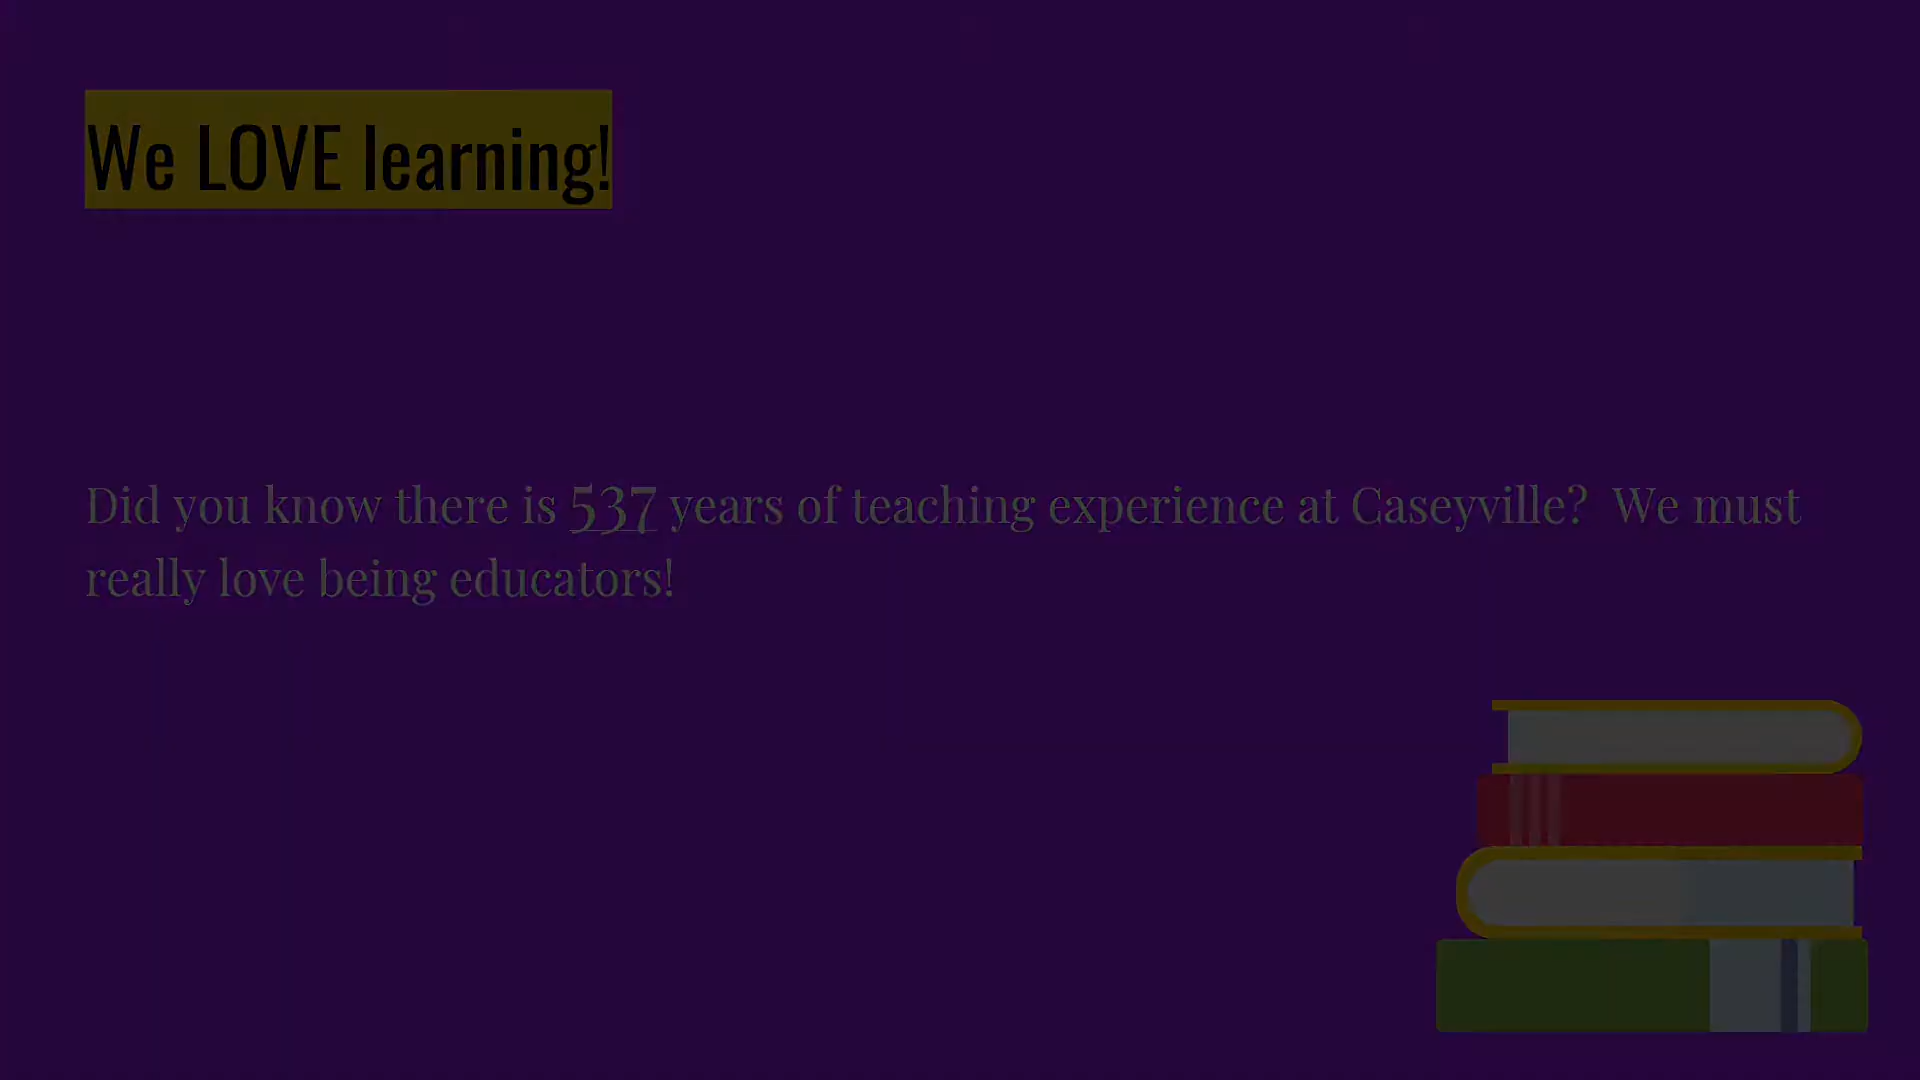 We LOVE learning!
Did you know there is 537 years of teaching experience at Caseyville?  We must
really love being educators!